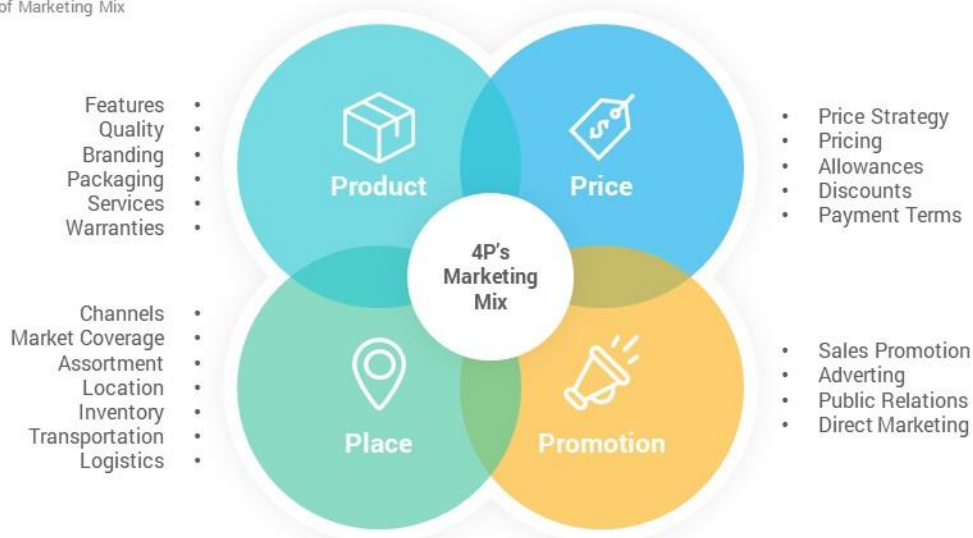 of Marketing Mix
Features
Quality
Branding
Packaging
Services
Warranties
Product
Price
Price Strategy
Pricing
Allowances
Discounts
Payment Terms
4P's
Marketing
Mix
Channels
Market Coverage
Assortment
Location
Inventory
Transportation
Logistics
Place
Promotion
Sales Promotion
Adverting
Public Relations
Direct Marketing